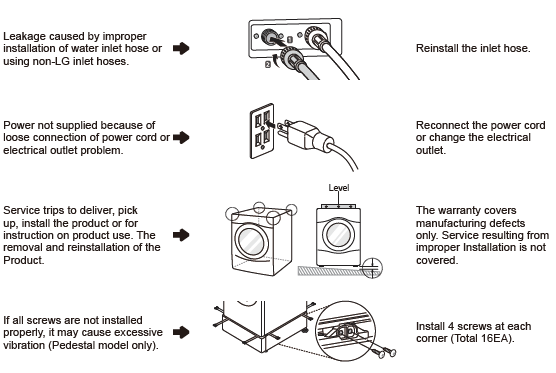 Leakage caused by improper
installation of water inlet hose or
using non-LG inlet hoses.
Reinstall the inlet hose.
Power not supplied because of
loose connection of power cord or
electrical outlet problem.
Reconnect the power cord
or change the electrical
outlet.
Service trips to deliver, pick
up, install the product or for
instruction on product use. The
removal and reinstallation of the
Product.
Level
The warranty covers
manufacturing defects
only. Service resulting from
improper Installation is not
covered.
If all screws are not installed
properly, it may cause excessive
vibration (Pedestal model only).
Install 4 screws at each
corner (Total 16EA).